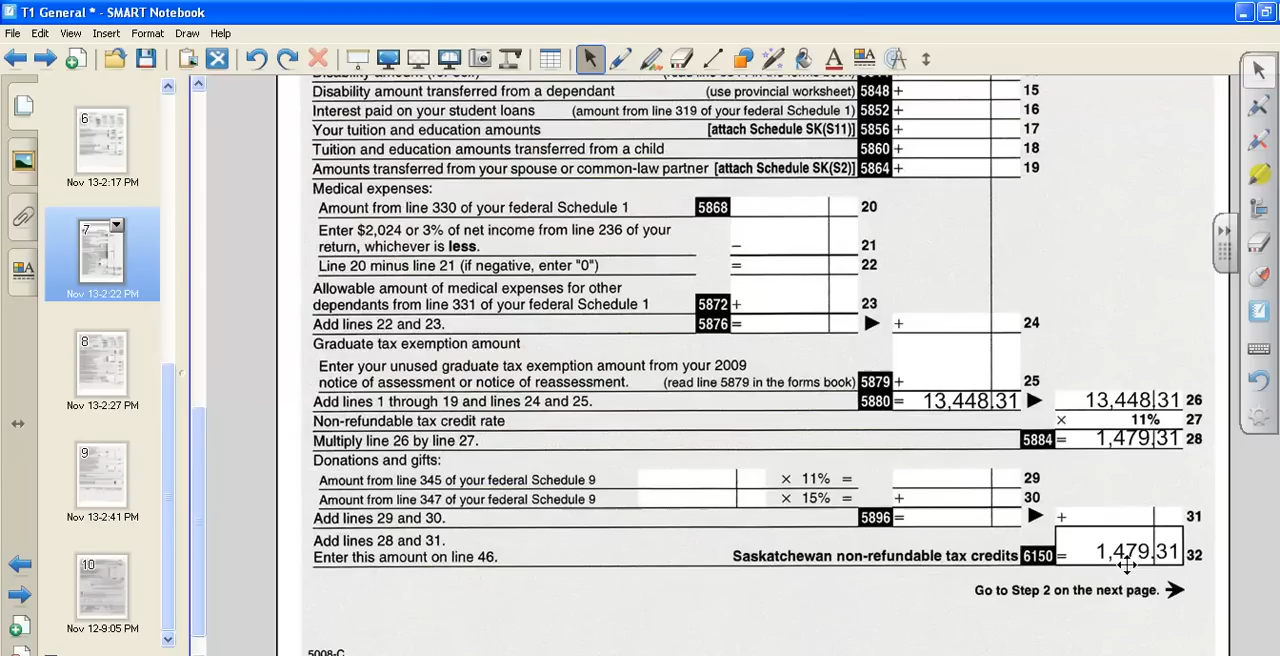 T1 General * - SMART Notebook
File Edit View Insert Format Draw Help
6
Nov 13-2:17 PM
7
Nov 13-2:22 PM
8
Nov 13-2:27 PM
9
Nov 13-2:41 PM
10
Nov 12-9:05 PM
15
Disability amount transferred from a dependant (use provincial worksheet) 5848 +
Interest paid on your student loans (amount from line 319 of your federal Schedule 1) 5852 + 16
Your tuition and education amounts [attach Schedule SK(S11)] 5856 + 17
Tuition and education amounts transferred from a child 5860 + 18
Amounts transferred from your spouse or common-law partner [attach Schedule SK(S2)] 5864 + 19
Medical expenses:
Amount from line 330 of your federal Schedule 1 5868 20
Enter $2,024 or 3% of net income from line 236 of your
return, whichever is less. – 21
Line 20 minus line 21 (if negative, enter "0") = 22
Allowable amount of medical expenses for other
dependants from line 331 of your federal Schedule 1 5872 + 23
Add lines 22 and 23. 5876 = ► + 24
Graduate tax exemption amount
Enter your unused graduate tax exemption amount from your 2009
notice of assessment or notice of reassessment. (read line 5879 in the forms book) 5879 + 25
Add lines 1 through 19 and lines 24 and 25. 5880 = 13,448|31 ► 13,448|31 26
Non-refundable tax credit rate × 11% 27
Multiply line 26 by line 27. 5884 = 1,479|31 28
Donations and gifts:
Amount from line 345 of your federal Schedule 9 × 11% = 29
Amount from line 347 of your federal Schedule 9 × 15% = + 30
Add lines 29 and 30. 5896 = ► + 31
Add lines 28 and 31.
Enter this amount on line 46. Saskatchewan non-refundable tax credits 6150 = 1,479|31 32
Go to Step 2 on the next page.
5008-C